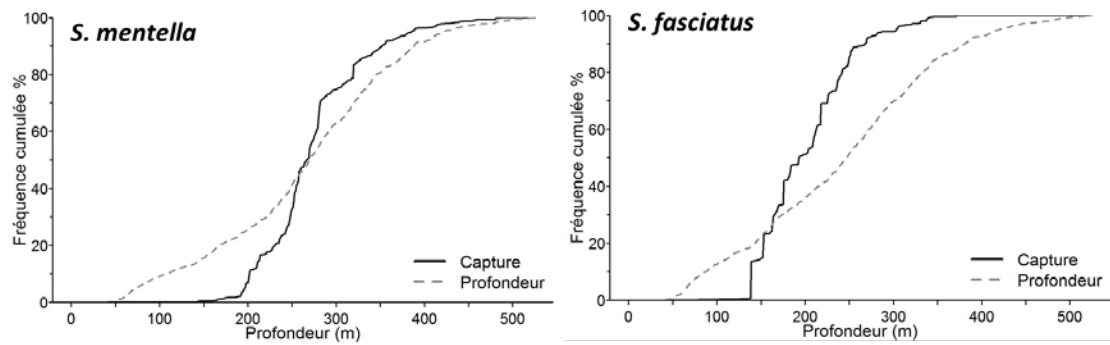 S. mentella
100
80
60
40
20
0
Fréquence cumulée %
Capture
Profondeur
0 100 200 300 400 500
Profondeur (m)
S. fasciatus
100
80
60
40
20
0
Fréquence cumulée %
Capture
Profondeur
0 100 200 300 400 500
Profondeur (m)